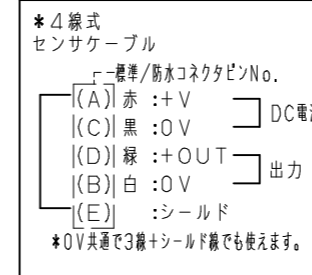 *4線式
センサケーブル
標準/防水コネクタピンNo.
(A) 赤 :+V
(C) 黒 :0V
DC電
(D) 緑 :+OUT
(B) 白 :0V
出力
(E) :シールド
*0V共通で3線+シールド線でも使えます。